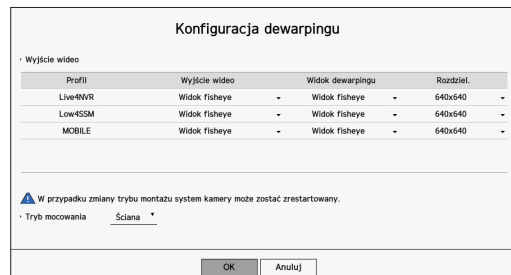 Konfiguracja dewarpingu
Wyjście wideo
Profil Wyjście wideo Widok dewarpingu Rozdziel.
Live4NVR Widok fisheye Widok fisheye 640x640
Low4SSM Widok fisheye Widok fisheye 640x640
MOBILE Widok fisheye Widok fisheye 640x640
W przypadku zmiany trybu montażu system kamery może zostać zrestartowany.
Tryb mocowania Ściana
OK Anuluj